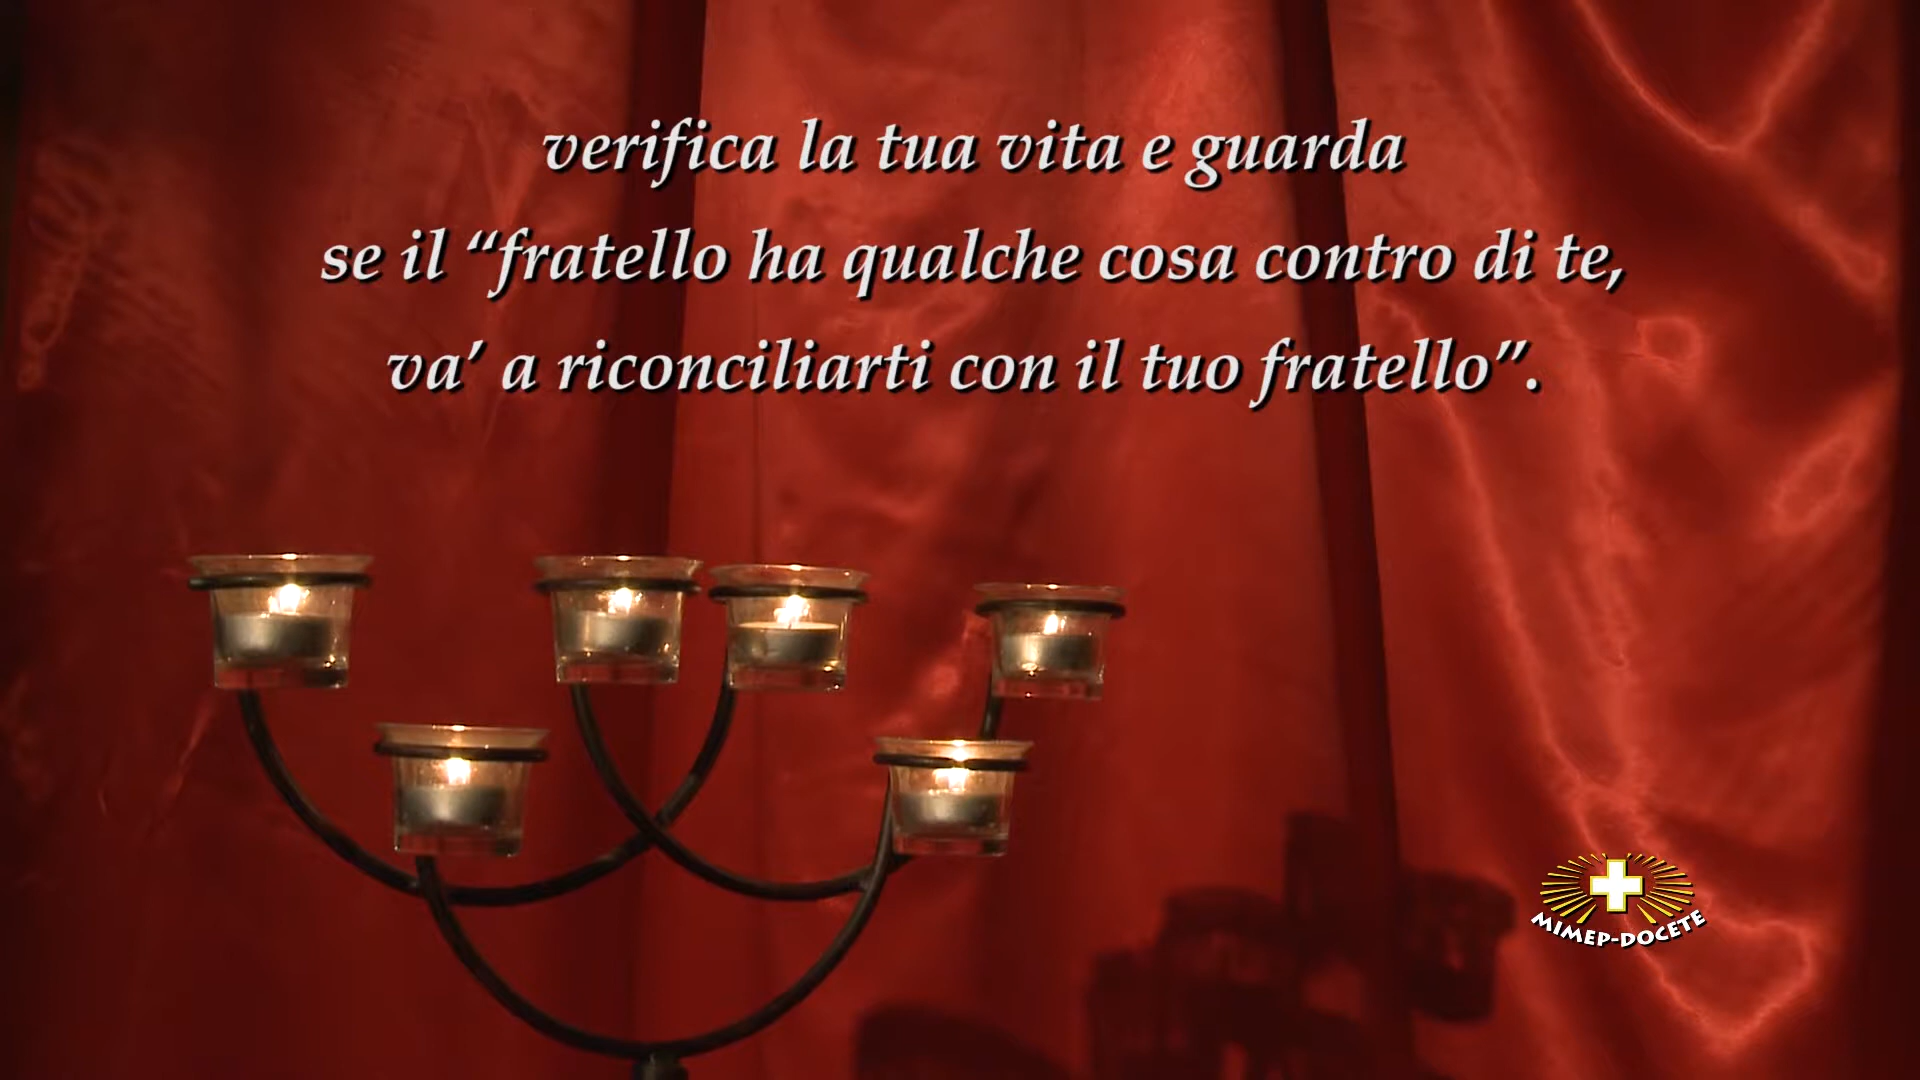 verifica la tua vita e guarda
se il “fratello ha qualche cosa contro di te,
va’ a riconciliarti con il tuo fratello”.
MIMEP-DOCETE